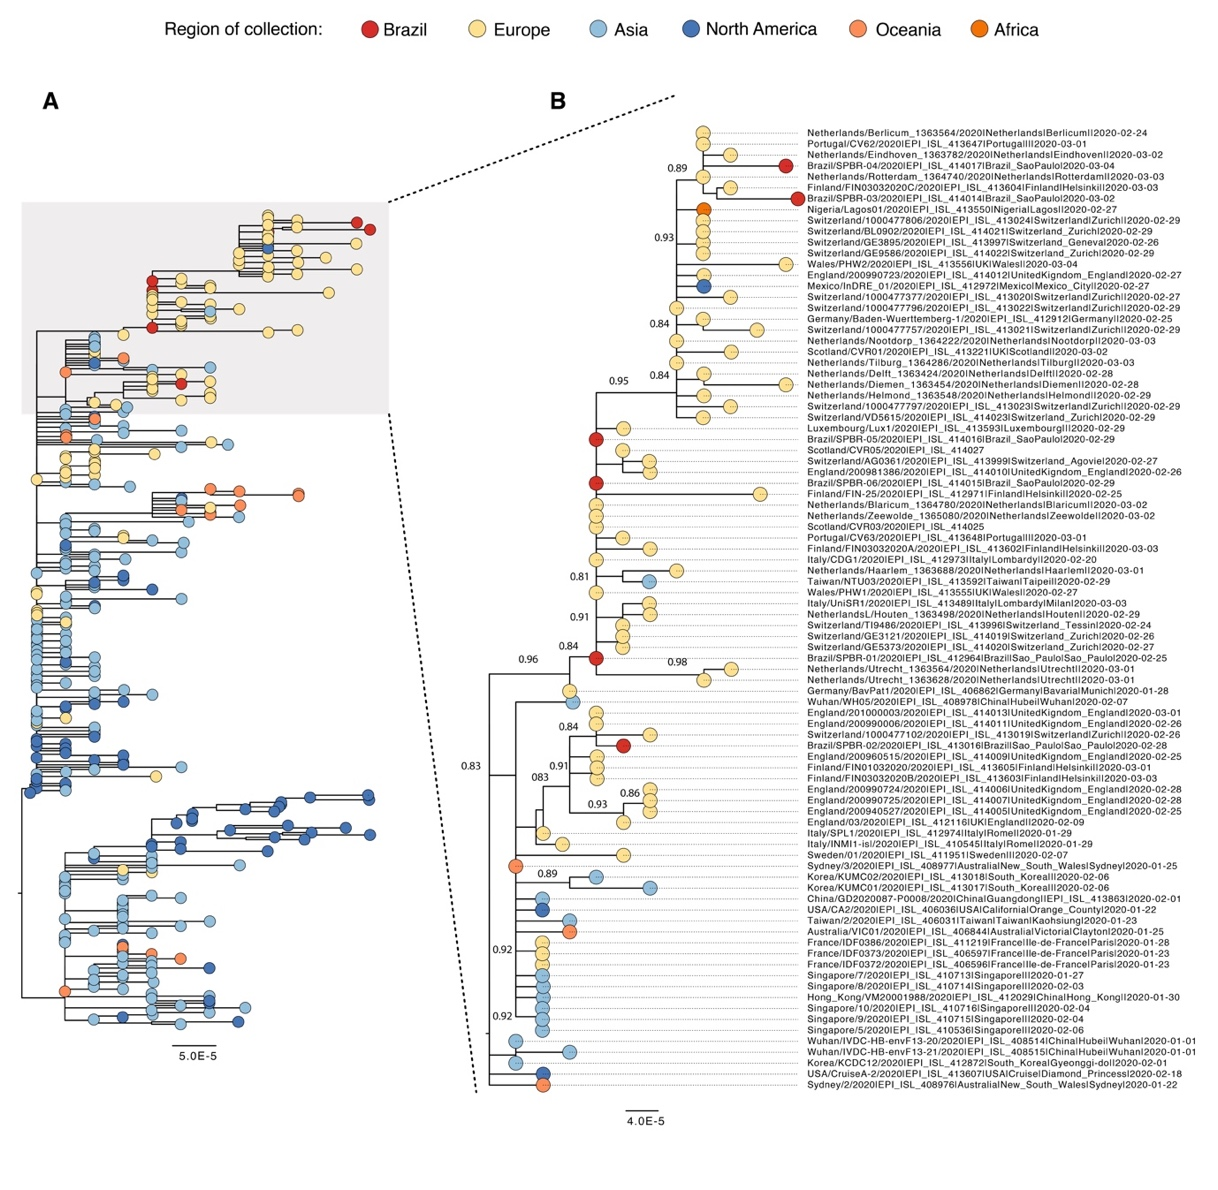 Region of collection: Brazil Europe Asia North America Oceania Africa
A
B
Netherlands/Berlicum_1363564/2020|Netherlands|Berlicum||2020-02-24
Portugal/CV62/2020|EPI_ISL_413647|Portugal|||2020-03-01
Netherlands/Eindhoven_1363782/2020|Netherlands|Eindhoven||2020-03-02
0.89
Brazil/SPBR-04/2020|EPI_ISL_414017|Brazil_SaoPaulo|2020-03-04
Netherlands/Rotterdam_1364740/2020|Netherlands|Rotterdam||2020-03-03
Finland/FIN03032020C/2020|EPI_ISL_413604|Finland|Helsinki||2020-03-03
Brazil/SPBR-03/2020|EPI_ISL_414014|Brazil_SaoPaulo|2020-03-02
Nigeria/Lagos01/2020|EPI_ISL_413550|Nigeria|Lagos||2020-02-27
Switzerland/1000477806/2020|EPI_ISL_413024|Switzerland|Zurich||2020-02-29
Switzerland/BL0902/2020|EPI_ISL_414021|Switzerland_Zurich||2020-02-29
0.93
Switzerland/GE3895/2020|EPI_ISL_413997|Switzerland_Geneva|2020-02-26
Switzerland/GE9586/2020|EPI_ISL_414022|Switzerland_Zurich|2020-02-29
Wales/PHW2/2020|EPI_ISL_413556|UK|Wales||2020-03-04
England/200990723/2020|EPI_ISL_414012|UnitedKigndom_England|2020-02-27
Mexico/InDRE_01/2020|EPI_ISL_412972|Mexico|Mexico_City||2020-02-27
Switzerland/1000477377/2020|EPI_ISL_413020|Switzerland|Zurich||2020-02-27
Switzerland/1000477796/2020|EPI_ISL_413022|Switzerland|Zurich||2020-02-29
0.84
Germany/Baden-Wuerttemberg-1/2020|EPI_ISL_412912|Germany||2020-02-25
Switzerland/1000477757/2020|EPI_ISL_413021|Switzerland|Zurich||2020-02-29
Netherlands/Nootdorp_1364222/2020|Netherlands|Nootdorp||2020-03-03
Scotland/CVR01/2020|EPI_ISL_413221|UK|Scotland||2020-03-02
Netherlands/Tilburg_1364286/2020|Netherlands|Tilburg||2020-03-03
0.84
Netherlands/Delft_1363424/2020|Netherlands|Delft||2020-02-28
0.95
Netherlands/Diemen_1363454/2020|Netherlands|Diemen||2020-02-28
Netherlands/Helmond_1363548/2020|Netherlands|Helmond||2020-02-29
Switzerland/1000477797/2020|EPI_ISL_413023|Switzerland|Zurich||2020-02-29
Switzerland/VD5615/2020|EPI_ISL_414023|Switzerland_Zurich|2020-02-29
Luxembourg/Lux1/2020|EPI_ISL_413593|Luxembourg|||2020-02-29
Brazil/SPBR-05/2020|EPI_ISL_414016|Brazil_SaoPaulo|2020-02-29
Scotland/CVR05/2020|EPI_ISL_414027
Switzerland/AG0361/2020|EPI_ISL_413999|Switzerland_Agovie|2020-02-27
England/200981386/2020|EPI_ISL_414010|UnitedKigndom_England|2020-02-26
Brazil/SPBR-06/2020|EPI_ISL_414015|Brazil_SaoPaulo|2020-02-29
Finland/FIN-25/2020|EPI_ISL_412971|Finland|Helsinki||2020-02-25
Netherlands/Blaricum_1364780/2020|Netherlands|Blaricum||2020-03-02
Netherlands/Zeewolde_1365080/2020|Netherlands|Zeewolde||2020-03-02
Scotland/CVR03/2020|EPI_ISL_414025
Portugal/CV63/2020|EPI_ISL_413648|Portugal|||2020-03-01
Finland/FIN03032020A/2020|EPI_ISL_413602|Finland|Helsinki||2020-03-03
Italy/CDG1/2020|EPI_ISL_412973|Italy|Lombardy||2020-02-20
Netherlands/Haarlem_1363688/2020|Netherlands|Haarlem||2020-03-01
0.81
Taiwan/NTU03/2020|EPI_ISL_413592|Taiwan|Taipei||2020-02-29
Wales/PHW1/2020|EPI_ISL_413555|UK|Wales||2020-02-27
Italy/UniSR1/2020|EPI_ISL_413489|Italy|Lombardy|Milan|2020-03-03
0.91
NetherlandsL/Houten_1363498/2020|Netherlands|Houten||2020-02-29
Switzerland/TI9486/2020|EPI_ISL_413996|Switzerland_Tessin|2020-02-24
Switzerland/GE3121/2020|EPI_ISL_414019|Switzerland_Zurich|2020-02-26
0.84
Switzerland/GE5373/2020|EPI_ISL_414020|Switzerland_Zurich|2020-02-27
0.96
0.98
Brazil/SPBR-01/2020|EPI_ISL_412964|Brazil|Sao_Paulo|Sao_Paulo|2020-02-25
Netherlands/Utrecht_1363564/2020|Netherlands|Utrecht||2020-03-01
Netherlands/Utrecht_1363628/2020|Netherlands|Utrecht||2020-03-01
Germany/BavPat1/2020|EPI_ISL_406862|Germany|Bavaria|Munich|2020-01-28
Wuhan/WH05/2020|EPI_ISL_408978|China|Hubei|Wuhan|2020-02-07
England/201000003/2020|EPI_ISL_414013|UnitedKigndom_England|2020-03-01
0.84
England/200990006/2020|EPI_ISL_414011|UnitedKigndom_England|2020-02-26
Switzerland/1000477102/2020|EPI_ISL_413019|Switzerland|Zurich||2020-02-26
Brazil/SPBR-02/2020|EPI_ISL_413016|Brazil|Sao_Paulo|Sao_Paulo|2020-02-28
England/200960515/2020|EPI_ISL_414009|UnitedKigndom_England|2020-02-25
0.83
0.91
Finland/FIN01032020/2020|EPI_ISL_413605|Finland|Helsinki||2020-03-01
083
Finland/FIN03032020B/2020|EPI_ISL_413603|Finland|Helsinki||2020-03-03
England/200990724/2020|EPI_ISL_414006|UnitedKigndom_England|2020-02-28
0.86
England/200990725/2020|EPI_ISL_414007|UnitedKigndom_England|2020-02-28
0.93
England/200940527/2020|EPI_ISL_414005|UnitedKigndom_England|2020-02-25
England/03/2020|EPI_ISL_412116|UK|England||2020-02-09
Italy/SPL1/2020|EPI_ISL_412974|Italy|Rome||2020-01-29
Italy/INMI1-isl/2020|EPI_ISL_410545|Italy|Rome||2020-01-29
Sweden/01/2020|EPI_ISL_411951|Sweden|||2020-02-07
Sydney/3/2020|EPI_ISL_408977|Australia|New_South_Wales|Sydney|2020-01-25
0.89
Korea/KUMC02/2020|EPI_ISL_413018|South_Korea|||2020-02-06
Korea/KUMC01/2020|EPI_ISL_413017|South_Korea|||2020-02-06
China/GD2020087-P0008/2020|China|Guangdong||EPI_ISL_413863|2020-02-01
USA/CA2/2020|EPI_ISL_406036|USA|California|Orange_County|2020-01-22
Taiwan/2/2020|EPI_ISL_406031|Taiwan|Taiwan|Kaohsiung|2020-01-23
Australia/VIC01/2020|EPI_ISL_406844|Australia|Victoria|Clayton|2020-01-25
France/IDF0386/2020|EPI_ISL_411219|France|Ile-de-France|Paris|2020-01-28
0.92
France/IDF0373/2020|EPI_ISL_406597|France|Ile-de-France|Paris|2020-01-23
France/IDF0372/2020|EPI_ISL_406596|France|Ile-de-France|Paris|2020-01-23
Singapore/7/2020|EPI_ISL_410713|Singapore|||2020-01-27
Singapore/8/2020|EPI_ISL_410714|Singapore|||2020-02-03
Hong_Kong/VM20001988/2020|EPI_ISL_412029|China|Hong_Kong||2020-01-30
Singapore/10/2020|EPI_ISL_410716|Singapore|||2020-02-04
0.92
Singapore/9/2020|EPI_ISL_410715|Singapore|||2020-02-04
Singapore/5/2020|EPI_ISL_410536|Singapore|||2020-02-06
Wuhan/IVDC-HB-envF13-20/2020|EPI_ISL_408514|China|Hubei|Wuhan|2020-01-01
Wuhan/IVDC-HB-envF13-21/2020|EPI_ISL_408515|China|Hubei|Wuhan|2020-01-01
Korea/KCDC12/2020|EPI_ISL_412872|South_Korea|Gyeonggi-do||2020-02-01
USA/CruiseA-2/2020|EPI_ISL_413607|USA|Cruise|Diamond_Princess|2020-02-18
Sydney/2/2020|EPI_ISL_408976|Australia|New_South_Wales|Sydney|2020-01-22
5.0E-5
4.0E-5